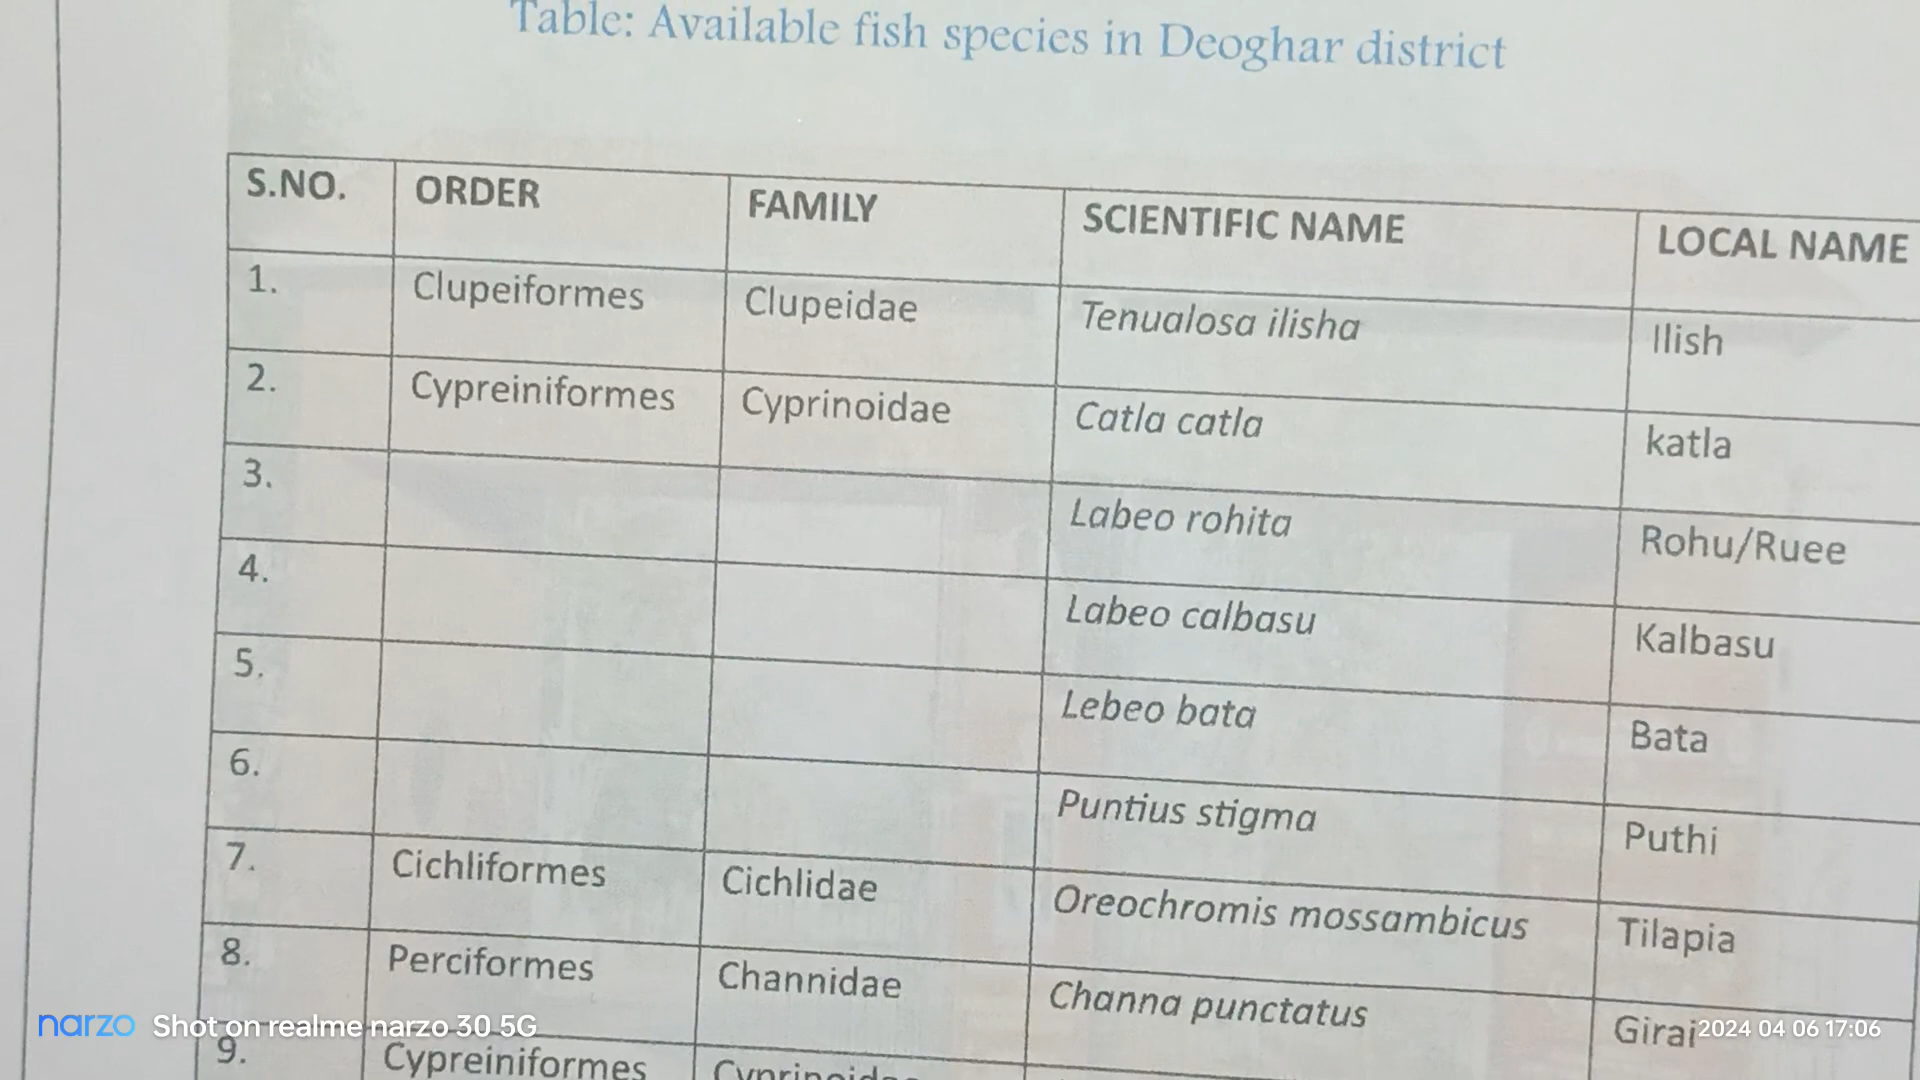 Table: Available fish species in Deoghar district
S.NO. ORDER FAMILY SCIENTIFIC NAME LOCAL NAME
1. Clupeiformes Clupeidae Tenualosa ilisha Ilish
2. Cypreiniformes Cyprinoidae Catla catla katla
3. Labeo rohita Rohu/Ruee
4. Labeo calbasu Kalbasu
5. Lebeo bata Bata
6. Puntius stigma Puthi
7. Cichliformes Cichlidae Oreochromis mossambicus Tilapia
8. Perciformes Channidae Channa punctatus Girai
9. Cypreiniformes
narzo Shot on realme narzo 30 5G
2024 04 06 17:06